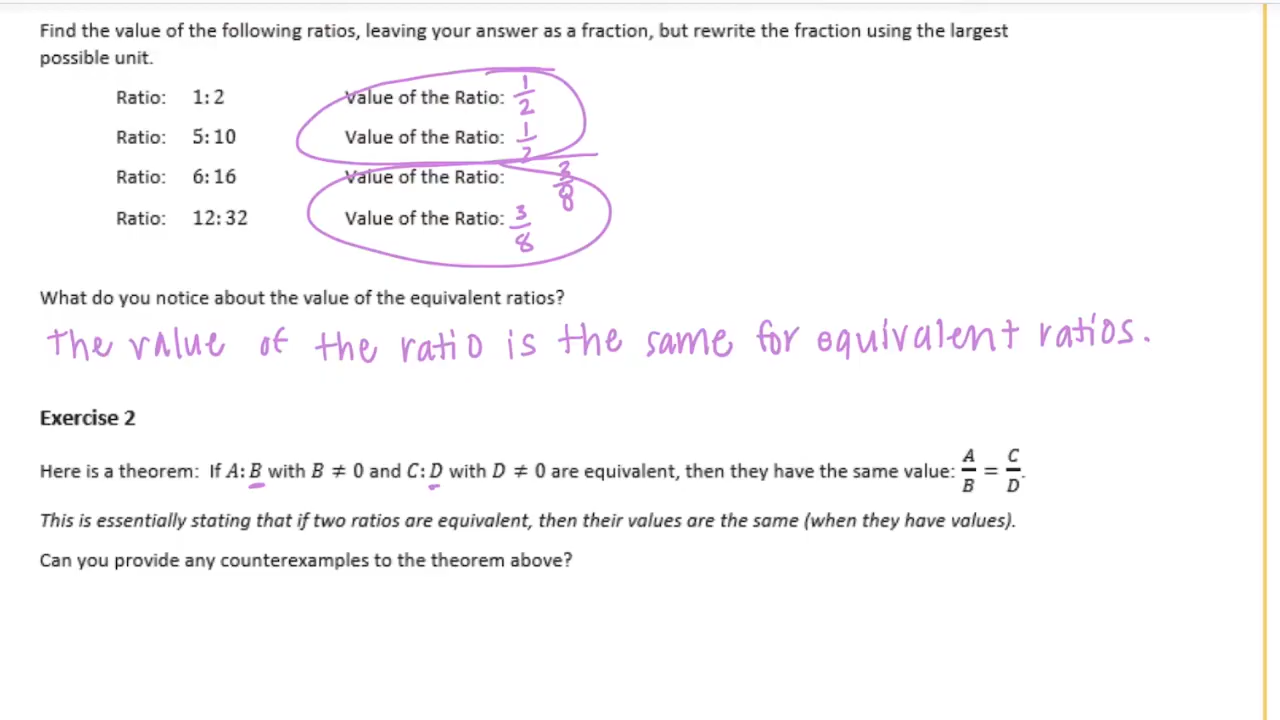 Find the value of the following ratios, leaving your answer as a fraction, but rewrite the fraction using the largest
possible unit.
Ratio: 1:2 Value of the Ratio: 1/2
Ratio: 5:10 Value of the Ratio: 1/2
Ratio: 6:16 Value of the Ratio: 3/8
Ratio: 12:32 Value of the Ratio: 3/8
What do you notice about the value of the equivalent ratios?
the value of the ratio is the same for equivalent ratios.
Exercise 2
Here is a theorem: If A:B with B ≠ 0 and C:D with D ≠ 0 are equivalent, then they have the same value: A/B = C/D.
This is essentially stating that if two ratios are equivalent, then their values are the same (when they have values).
Can you provide any counterexamples to the theorem above?